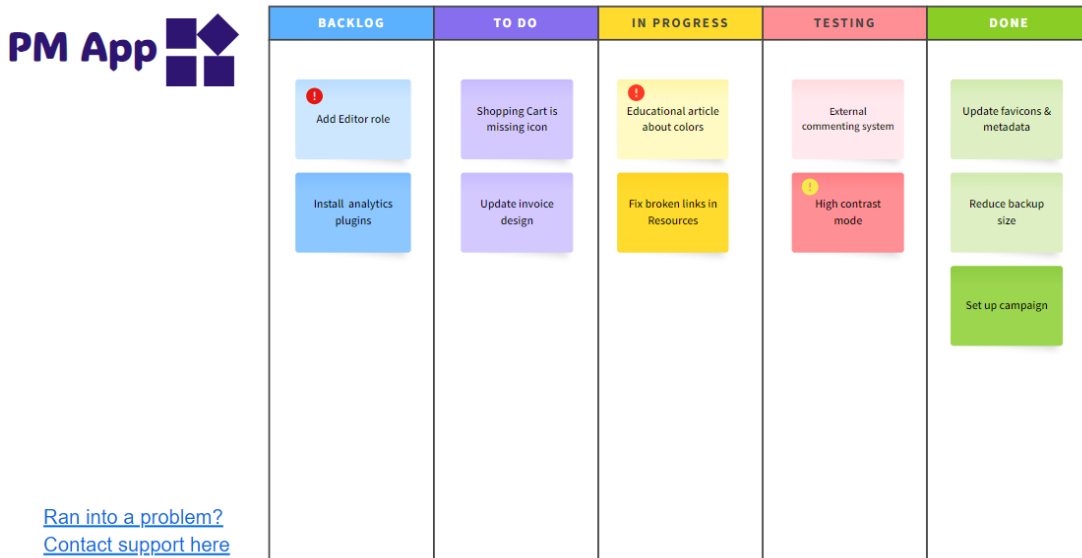 PM App
BACKLOG
TO DO
IN PROGRESS
TESTING
DONE
! Add Editor role
Install analytics
plugins
Shopping Cart is
missing icon
Update invoice
design
! Educational article
about colors
Fix broken links in
Resources
External
commenting system
! High contrast
mode
Update favicons &
metadata
Reduce backup
size
Set up campaign
Ran into a problem?
Contact support here